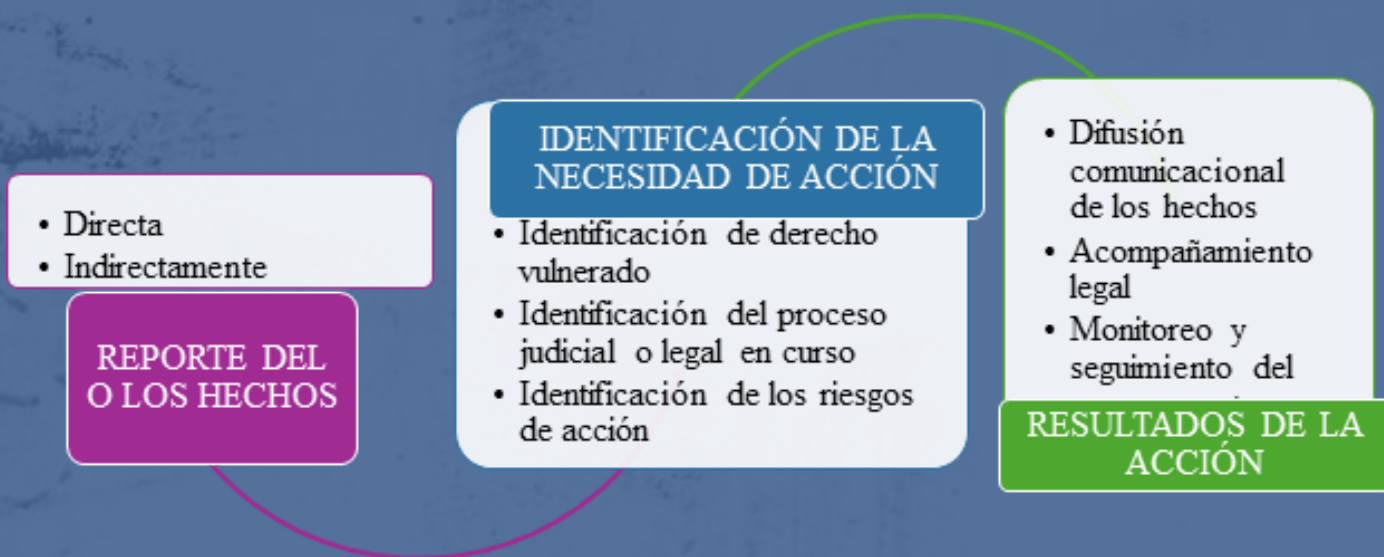 • Directa
• Indirectamente
REPORTE DEL
O LOS HECHOS
IDENTIFICACIÓN DE LA
NECESIDAD DE ACCIÓN
• Identificación de derecho
vulnerado
• Identificación del proceso
judicial o legal en curso
• Identificación de los riesgos
de acción
• Difusión
comunicacional
de los hechos
• Acompañamiento
legal
• Monitoreo y
seguimiento del
RESULTADOS DE LA
ACCIÓN